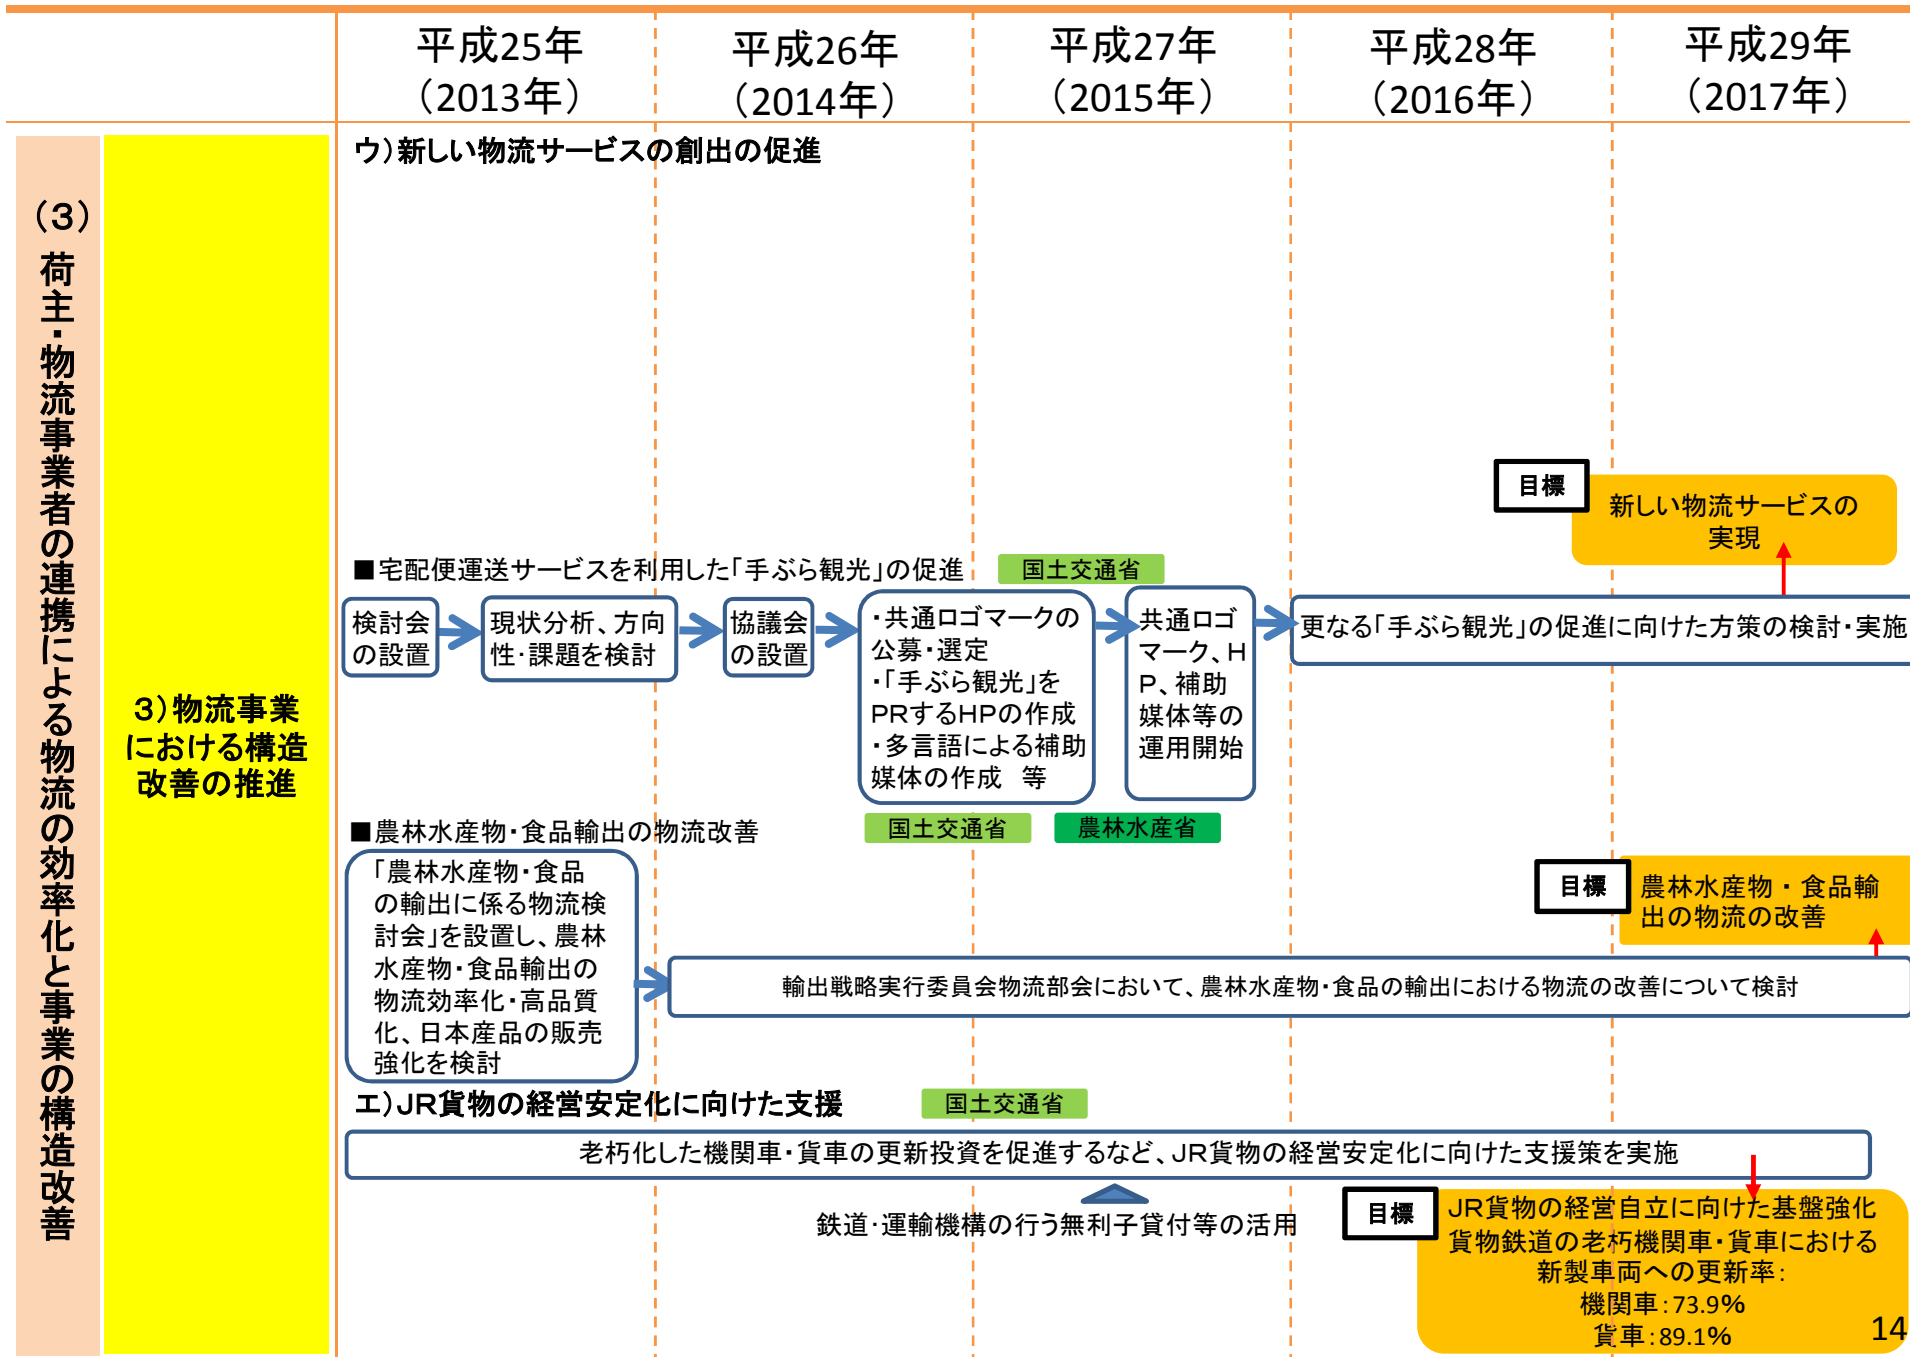 平成25年
（2013年）
平成26年
（2014年）
平成27年
（2015年）
平成28年
（2016年）
平成29年
（2017年）
（３）荷主・物流事業者の連携による物流の効率化と事業の構造改善
３）物流事業
における構造
改善の推進
ウ）新しい物流サービスの創出の促進
目標
新しい物流サービスの
実現
■宅配便運送サービスを利用した「手ぶら観光」の促進
国土交通省
検討会
の設置
現状分析、方向
性・課題を検討
協議会
の設置
・共通ロゴマークの
公募・選定
・「手ぶら観光」を
PRするHPの作成
・多言語による補助
媒体の作成　等
共通ロゴ
マーク、H
P、補助
媒体等の
運用開始
更なる「手ぶら観光」の促進に向けた方策の検討・実施
■農林水産物・食品輸出の物流改善
国土交通省
農林水産省
「農林水産物・食品
の輸出に係る物流検
討会」を設置し、農林
水産物・食品輸出の
物流効率化・高品質
化、日本産品の販売
強化を検討
目標
農林水産物・食品輸
出の物流の改善
輸出戦略実行委員会物流部会において、農林水産物・食品の輸出における物流の改善について検討
エ）JR貨物の経営安定化に向けた支援
国土交通省
老朽化した機関車・貨車の更新投資を促進するなど、JR貨物の経営安定化に向けた支援策を実施
鉄道・運輸機構の行う無利子貸付等の活用
目標
JR貨物の経営自立に向けた基盤強化
貨物鉄道の老朽機関車・貨車における
新製車両への更新率：
機関車：73.9％
貨車：89.1％
14